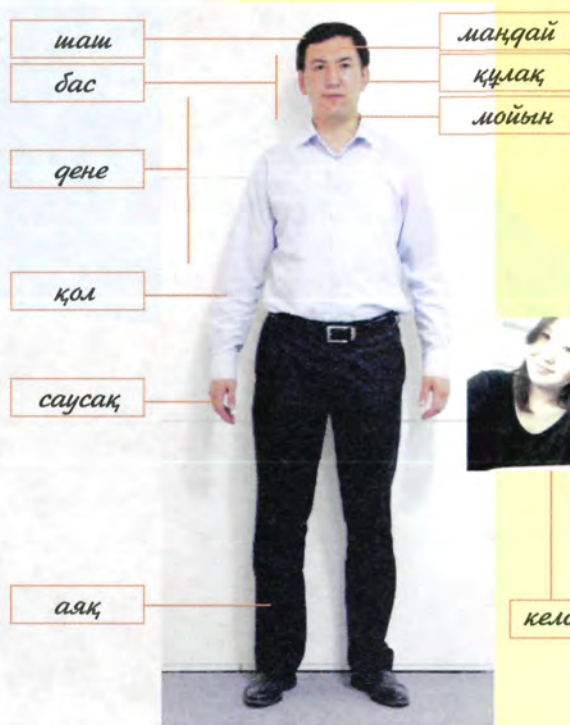 шаш
маңдай
бас
құлақ
мойын
дене
қол
саусақ
аяқ